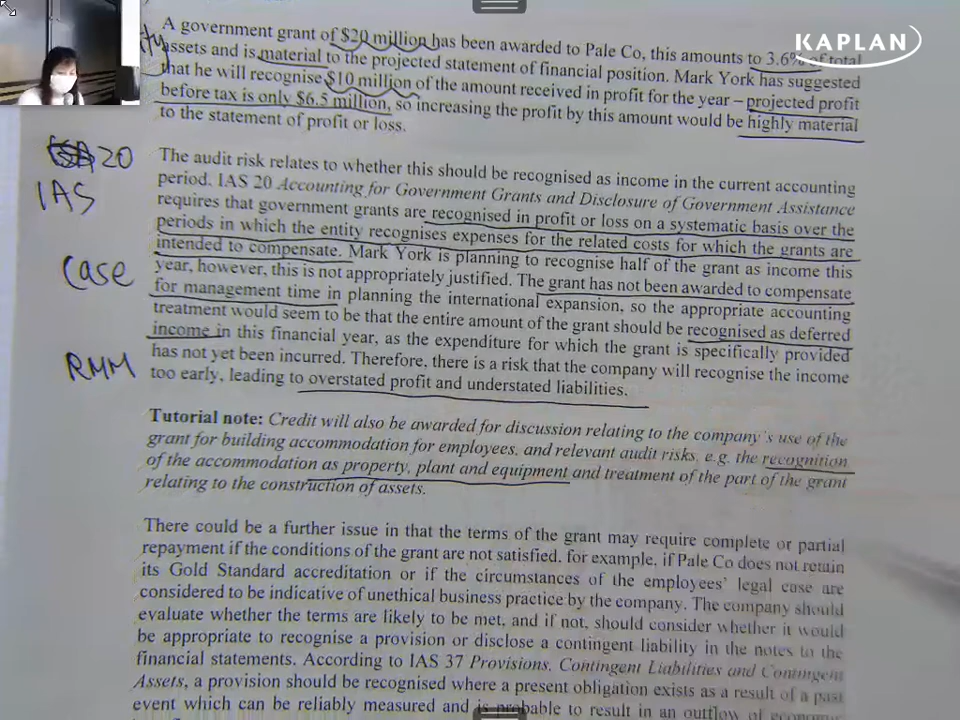 KAPLAN
A government grant of $20 million has been awarded to Pale Co, this amounts to 3.6% of total
assets and is material to the projected statement of financial position. Mark York has suggested
that he will recognise $10 million of the amount received in profit for the year – projected profit
before tax is only $6.5 million, so increasing the profit by this amount would be highly material
to the statement of profit or loss.
20
IAS
The audit risk relates to whether this should be recognised as income in the current accounting
period. IAS 20 Accounting for Government Grants and Disclosure of Government Assistance
requires that government grants are recognised in profit or loss on a systematic basis over the
periods in which the entity recognises expenses for the related costs for which the grants are
intended to compensate. Mark York is planning to recognise half of the grant as income this
case
year, however, this is not appropriately justified. The grant has not been awarded to compensate
for management time in planning the international expansion, so the appropriate accounting
treatment would seem to be that the entire amount of the grant should be recognised as deferred
income in this financial year, as the expenditure for which the grant is specifically provided
RMM
has not yet been incurred. Therefore, there is a risk that the company will recognise the income
too early, leading to overstated profit and understated liabilities.
Tutorial note: Credit will also be awarded for discussion relating to the company's use of the
grant for building accommodation for employees, and relevant audit risks, e.g. the recognition
of the accommodation as property, plant and equipment and treatment of the part of the grant
relating to the construction of assets.
There could be a further issue in that the terms of the grant may require complete or partial
repayment if the conditions of the grant are not satisfied, for example, if Pale Co does not retain
its Gold Standard accreditation or if the circumstances of the employees' legal case are
considered to be indicative of unethical business practice by the company. The company should
evaluate whether the terms are likely to be met, and if not, should consider whether it would
be appropriate to recognise a provision or disclose a contingent liability in the notes to the
financial statements. According to IAS 37 Provisions, Contingent Liabilities and Contingent
Assets, a provision should be recognised where a present obligation exists as a result of a past
event which can be reliably measured and is probable to result in an outflow of economic